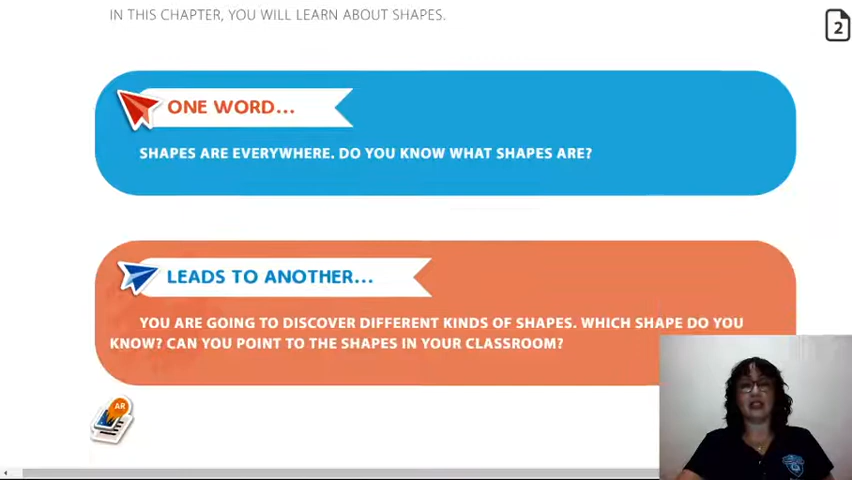 IN THIS CHAPTER, YOU WILL LEARN ABOUT SHAPES.
2
ONE WORD...
SHAPES ARE EVERYWHERE. DO YOU KNOW WHAT SHAPES ARE?
LEADS TO ANOTHER...
YOU ARE GOING TO DISCOVER DIFFERENT KINDS OF SHAPES. WHICH SHAPE DO YOU
KNOW? CAN YOU POINT TO THE SHAPES IN YOUR CLASSROOM?
AR